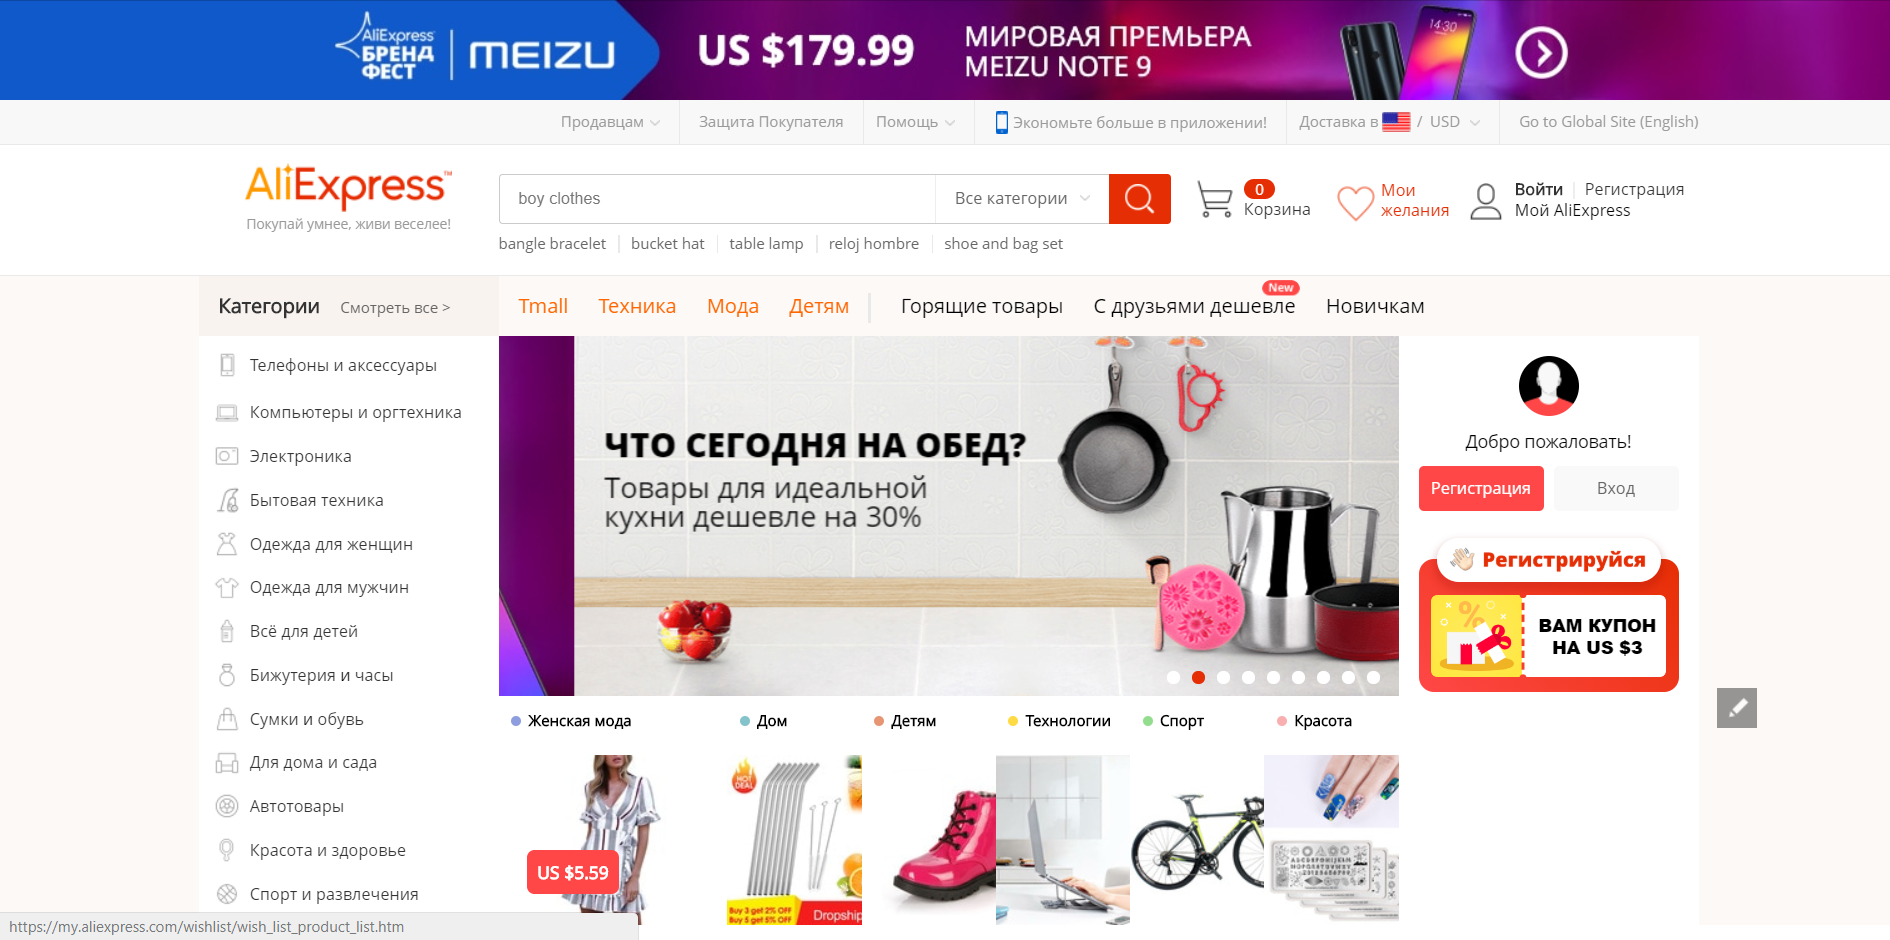 AliExpress
БРЕНД
ФЕСТ
MEIZU
US $179.99
МИРОВАЯ ПРЕМЬЕРА
MEIZU NOTE 9
14:30
Продавцам
Защита Покупателя
Помощь
Экономьте больше в приложении!
Доставка в / USD
Go to Global Site (English)
AliExpress™
Покупай умнее, живи веселее!
boy clothes
Все категории
0
Корзина
Мои
желания
Войти | Регистрация
Мой AliExpress
bangle bracelet | bucket hat | table lamp | reloj hombre | shoe and bag set
Категории
Смотреть все >
Tmall
Техника
Мода
Детям
Горящие товары
С друзьями дешевле
New
Новичкам
Телефоны и аксессуары
Компьютеры и оргтехника
Электроника
Бытовая техника
Одежда для женщин
Одежда для мужчин
Всё для детей
Бижутерия и часы
Сумки и обувь
Для дома и сада
Автотовары
Красота и здоровье
Спорт и развлечения
ЧТО СЕГОДНЯ НА ОБЕД?
Товары для идеальной
кухни дешевле на 30%
Добро пожаловать!
Регистрация
Вход
Регистрируйся
ВАМ КУПОН
НА US $3
Женская мода
Дом
Детям
Технологии
Спорт
Красота
US $5.59
HOT
DEAL
Buy 3 get 2% OFF
Buy 5 get 5% OFF
Dropship
https://my.aliexpress.com/wishlist/wish_list_product_list.htm